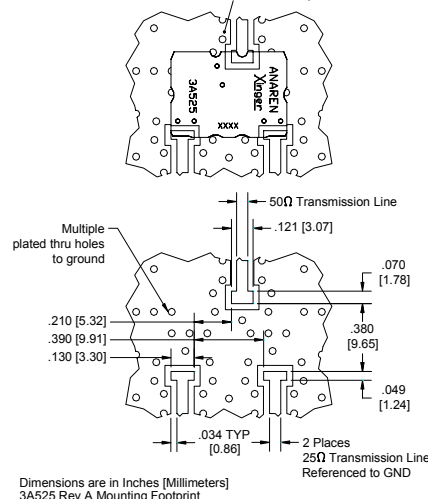 ANAREN
Xinger
3A525
XXXX
50Ω Transmission Line
.121 [3.07]
Multiple
plated thru holes
to ground
.070
[1.78]
.210 [5.32]
.390 [9.91]
.130 [3.30]
.380
[9.65]
.049
[1.24]
.034 TYP
[0.86]
2 Places
25Ω Transmission Line
Referenced to GND
Dimensions are in Inches [Millimeters]
3A525 Rev A Mounting Footprint